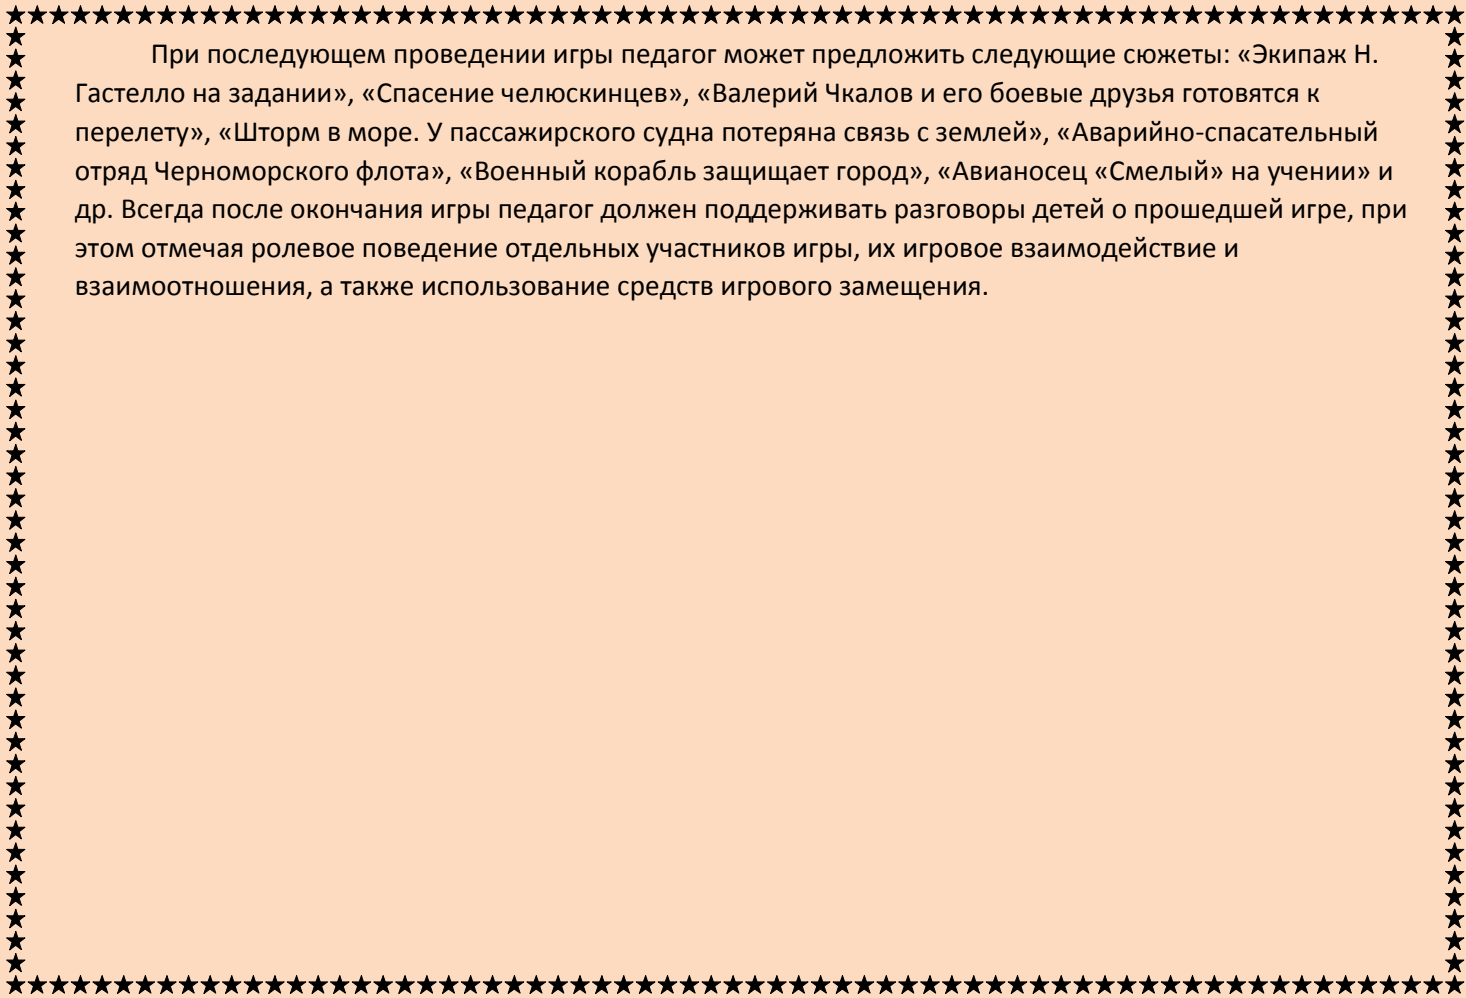 При последующем проведении игры педагог может предложить следующие сюжеты: «Экипаж Н.
Гастелло на задании», «Спасение челюскинцев», «Валерий Чкалов и его боевые друзья готовятся к
перелету», «Шторм в море. У пассажирского судна потеряна связь с землей», «Аварийно-спасательный
отряд Черноморского флота», «Военный корабль защищает город», «Авианосец «Смелый» на учении» и
др. Всегда после окончания игры педагог должен поддерживать разговоры детей о прошедшей игре, при
этом отмечая ролевое поведение отдельных участников игры, их игровое взаимодействие и
взаимоотношения, а также использование средств игрового замещения.